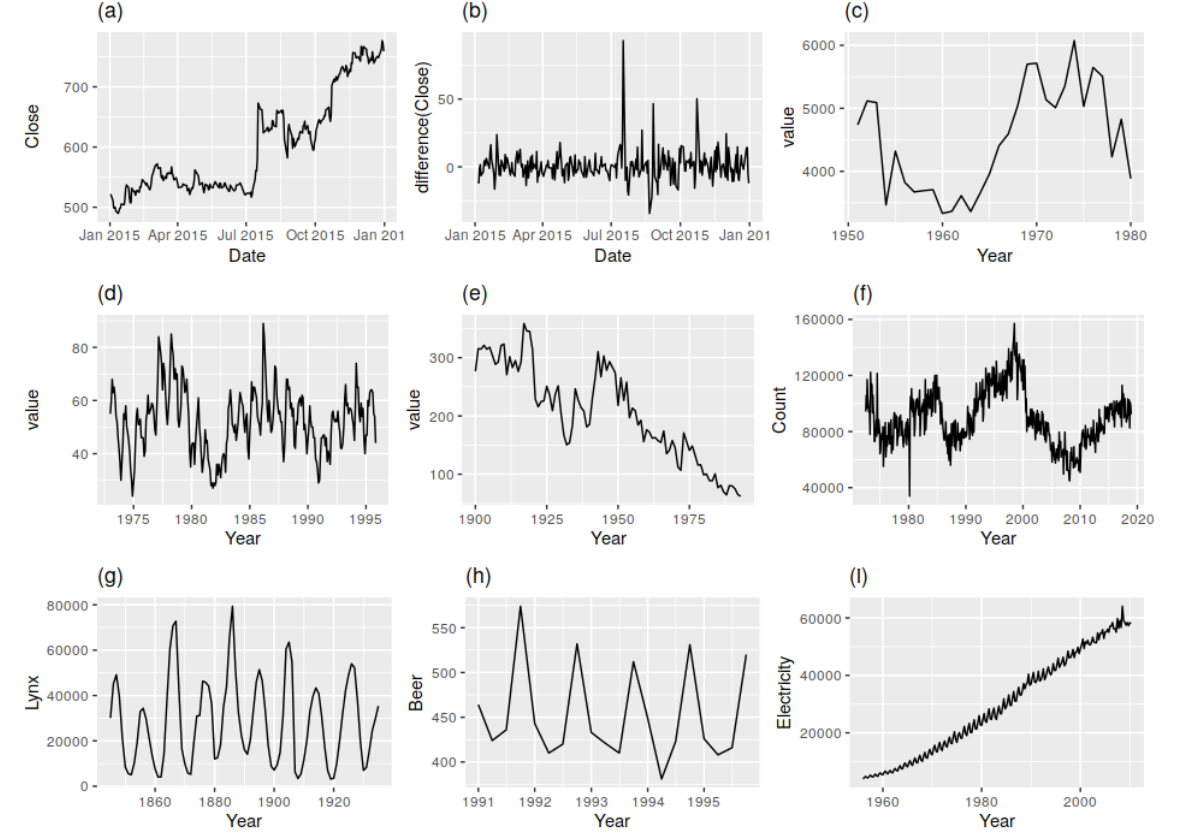 (a) (b) (c)
Close
700
600
500
Jan 2015 Apr 2015 Jul 2015 Oct 2015 Jan 201
Date
difference(Close)
50
0
Jan 2015 Apr 2015 Jul 2015 Oct 2015 Jan 201
Date
value
6000
5000
4000
1950 1960 1970 1980
Year
(d) (e) (f)
value
80
60
40
1975 1980 1985 1990 1995
Year
value
300
200
100
1900 1925 1950 1975
Year
Count
160000
120000
80000
40000
1980 1990 2000 2010 2020
Year
(g) (h) (I)
Lynx
80000
60000
40000
20000
0
1860 1880 1900 1920
Year
Beer
550
500
450
400
1991 1992 1993 1994 1995
Year
Electricity
60000
40000
20000
1960 1980 2000
Year